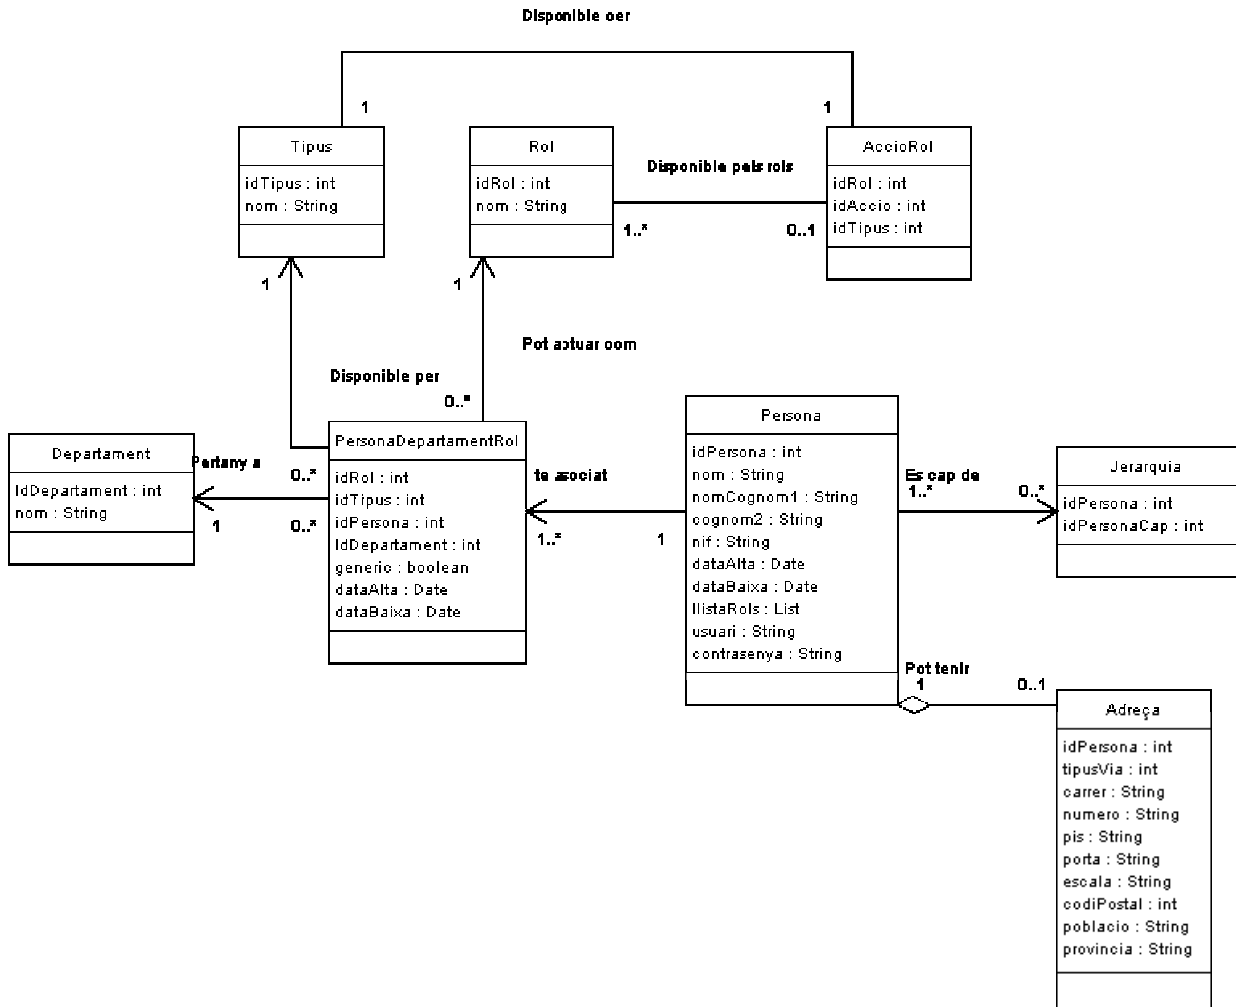 Disponible oer
1
1
Tipus
idTipus : int
nom : String
Rol
idRol : int
nom : String
Disponible pels rols
1..*
0..1
AccioRol
idRol : int
idAccio : int
idTipus : int
1
1
Pot actuar com
Disponible per
0..*
Departament
IdDepartament : int
nom : String
Pertany a
0..*
1
0..*
PersonaDepartamentRol
idRol : int
idTipus : int
idPersona : int
IdDepartament : int
generic : boolean
dataAlta : Date
dataBaixa : Date
te asociat
1..*
1
Persona
idPersona : int
nom : String
nomCognom1 : String
cognom2 : String
nif : String
dataAlta : Date
dataBaixa : Date
llistaRols : List
usuari : String
contrasenya : String
Es cap de
1..*
0..*
Jerarquia
idPersona : int
idPersonaCap : int
Pot tenir
1
0..1
Adreça
idPersona : int
tipusVia : int
carrer : String
numero : String
pis : String
porta : String
escala : String
codiPostal : int
poblacio : String
provincia : String